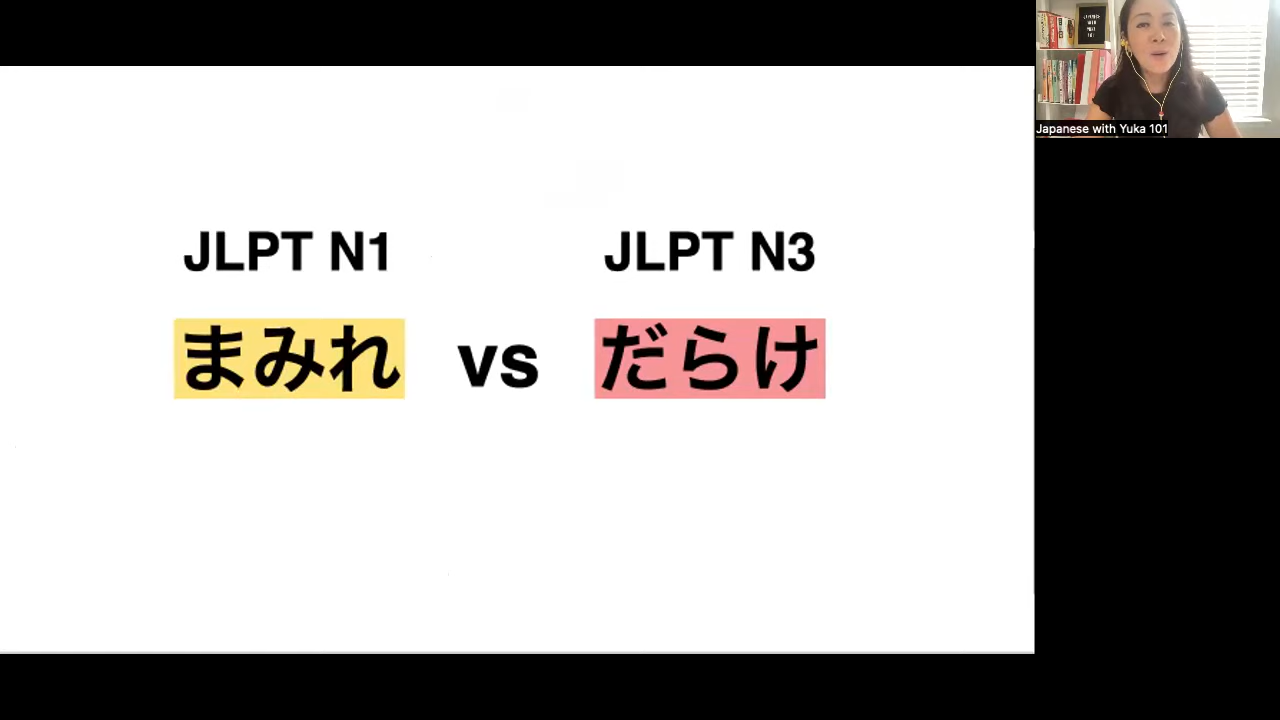 JLPT N1
JLPT N3
まみれ vs だらけ
Japanese with Yuka 101